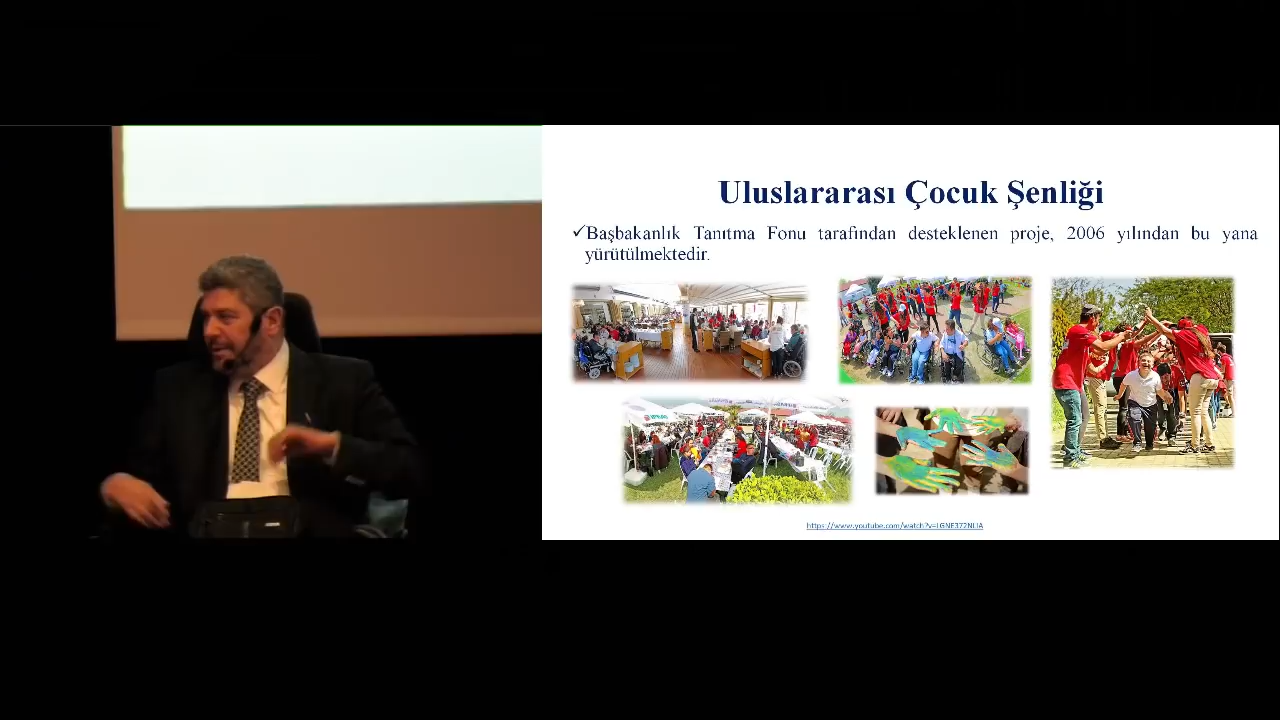 Uluslararası Çocuk Şenliği
✓Başbakanlık Tanıtma Fonu tarafından desteklenen proje, 2006 yılından bu yana
yürütülmektedir.